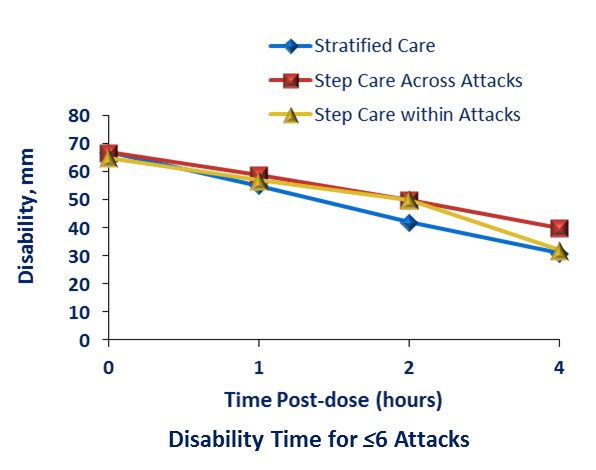 Stratified Care
Step Care Across Attacks
Step Care within Attacks
80
70
60
50
40
30
20
10
0
Disability, mm
0 1 2 4
Time Post-dose (hours)
Disability Time for ≤6 Attacks